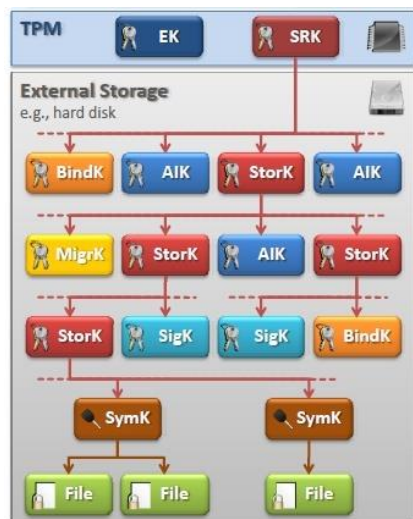 TPM
EK
SRK
External Storage
e.g., hard disk
BindK
AIK
StorK
AIK
MigrK
StorK
AIK
StorK
StorK
SigK
SigK
BindK
SymK
SymK
File
File
File